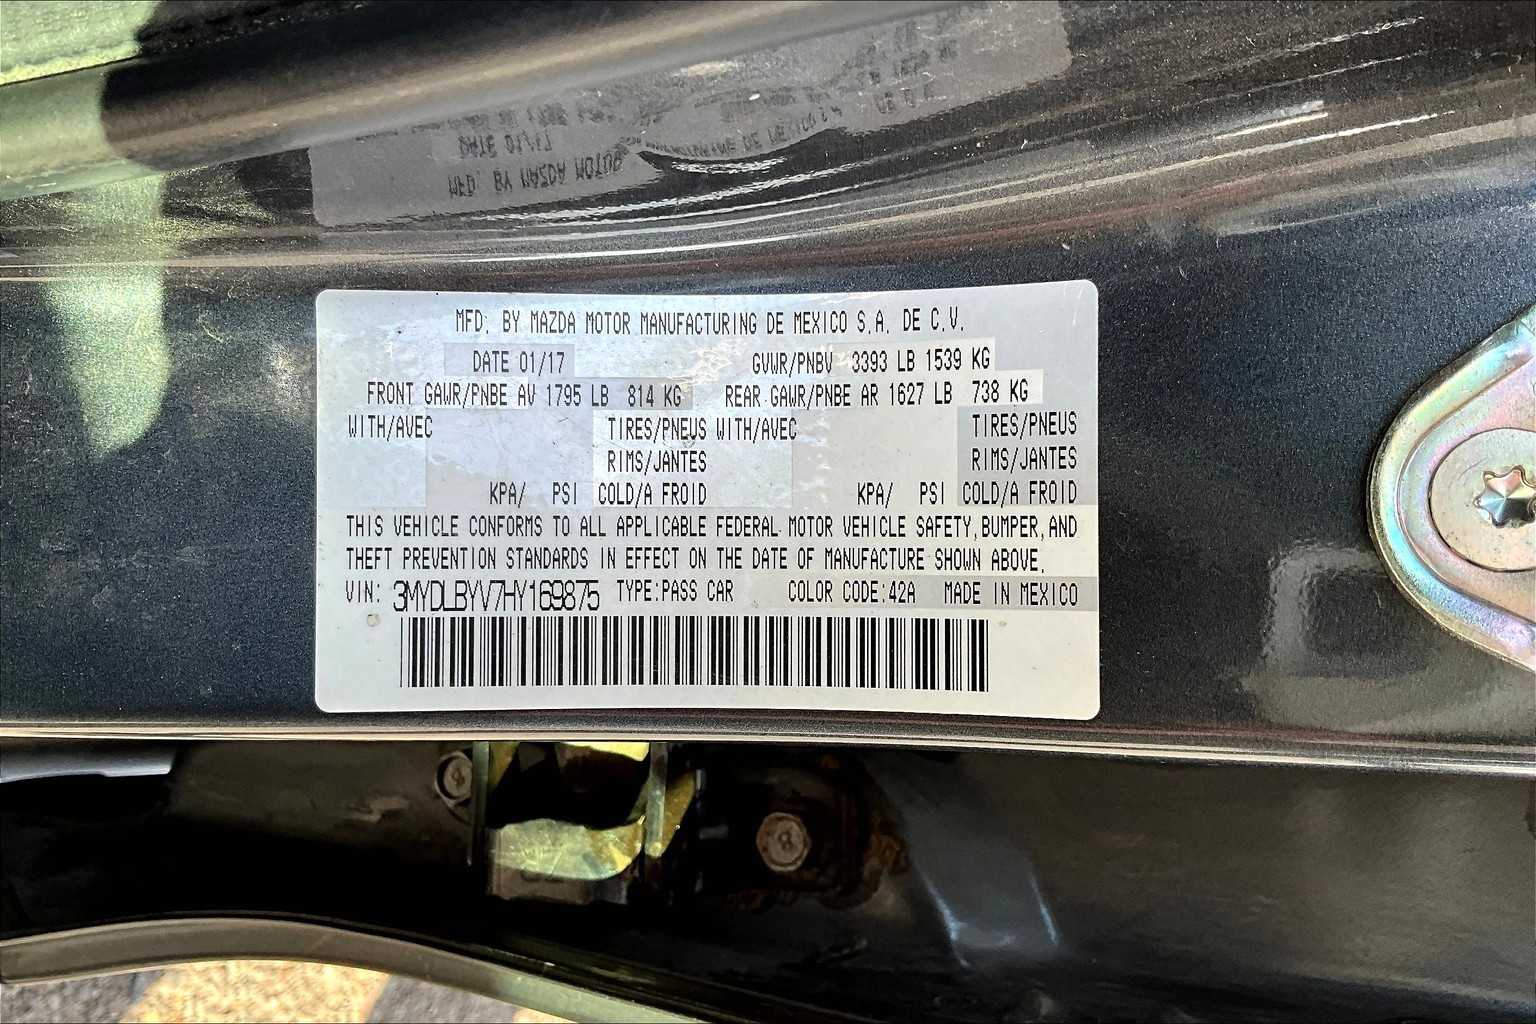 MFD. BY MAZDA MOTOR MANUFACTURING DE MEXICO S.A. DE C.V.
DATE 01/17 GVWR/PNBV 3393 LB 1539 KG
FRONT GAWR/PNBE AV 1795 LB 814 KG REAR GAWR/PNBE AR 1627 LB 738 KG
WITH/AVEC TIRES/PNEUS WITH/AVEC TIRES/PNEUS
RIMS/JANTES RIMS/JANTES
KPA/ PSI COLD/A FROID KPA/ PSI COLD/A FROID
THIS VEHICLE CONFORMS TO ALL APPLICABLE FEDERAL MOTOR VEHICLE SAFETY, BUMPER, AND
THEFT PREVENTION STANDARDS IN EFFECT ON THE DATE OF MANUFACTURE SHOWN ABOVE.
VIN: 3MYDLBYV7HY169875 TYPE:PASS CAR COLOR CODE:42A MADE IN MEXICO